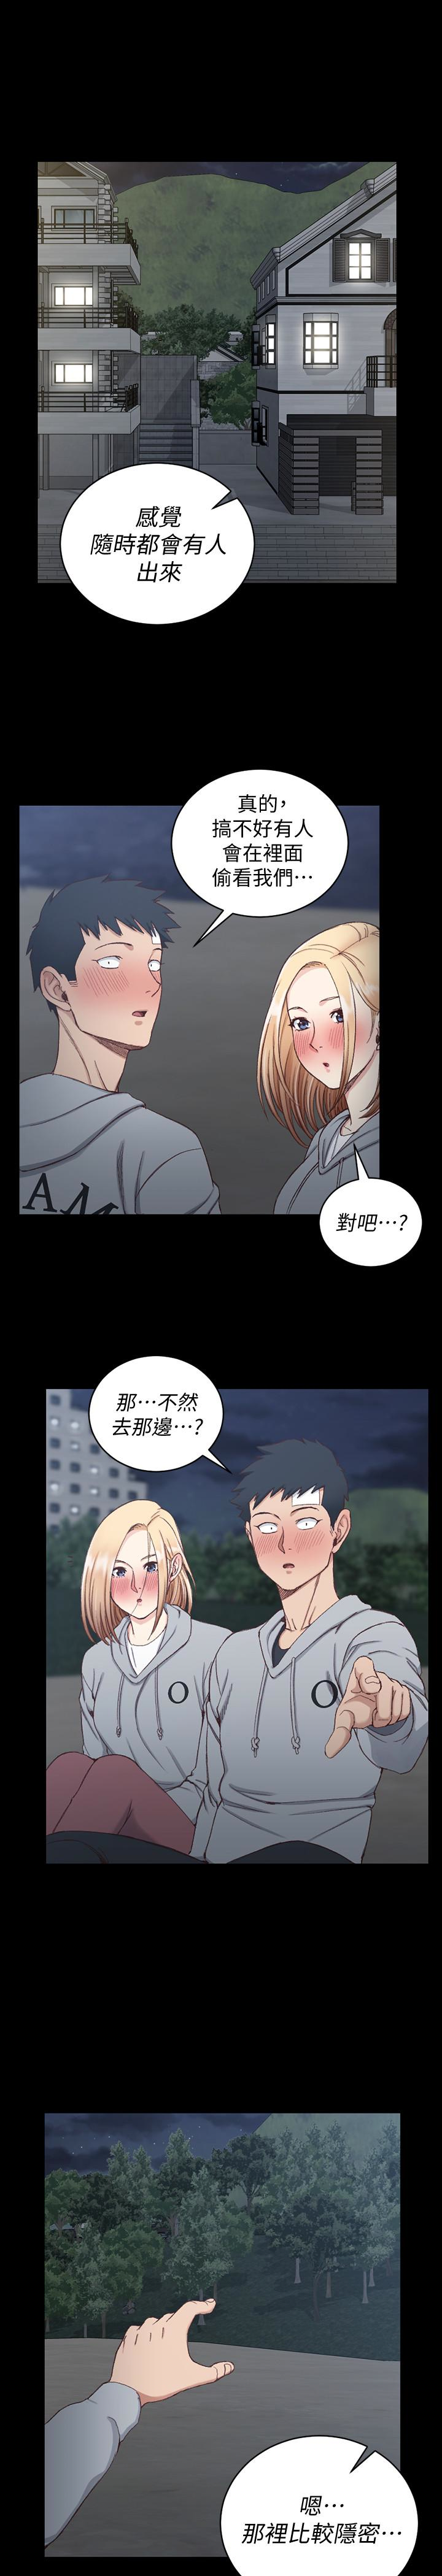 感覺
隨時都會有人
出來
真的，
搞不好有人
會在裡面
偷看我們⋯
AM
對吧⋯?
那⋯不然
去那邊⋯?
O
O
嗯⋯
那裡比較隱密⋯